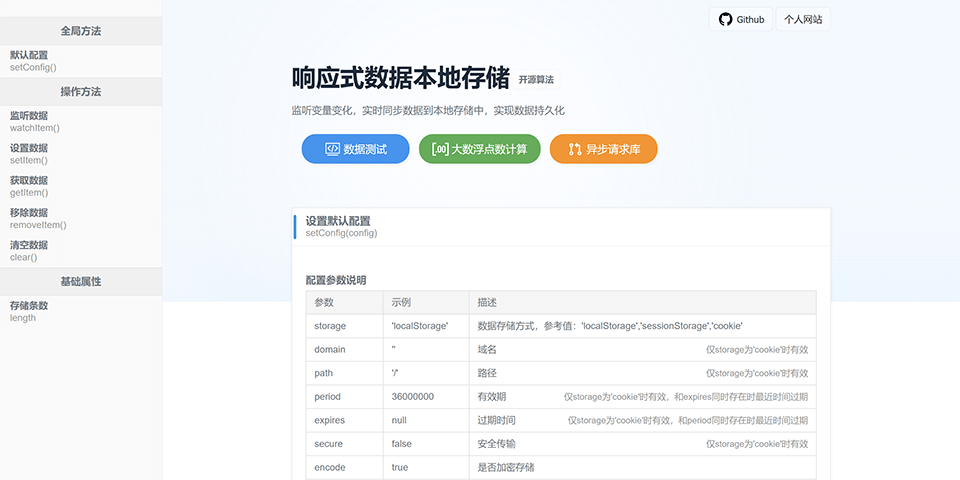 全局方法
默认配置
setConfig()
操作方法
监听数据
watchItem()
设置数据
setItem()
获取数据
getItem()
移除数据
removeItem()
清空数据
clear()
基础属性
存储条数
length
Github 个人网站
响应式数据本地存储 开源算法
监听变量变化，实时同步数据到本地存储中，实现数据持久化
数据测试 [.00] 大数浮点数计算 异步请求库
设置默认配置
setConfig(config)
配置参数说明
参数 示例 描述
storage 'localStorage' 数据存储方式，参考值：'localStorage','sessionStorage','cookie'
domain '' 域名 仅storage为'cookie'时有效
path '/' 路径 仅storage为'cookie'时有效
period 36000000 有效期 仅storage为'cookie'时有效，和expires同时存在时最近时间过期
expires null 过期时间 仅storage为'cookie'时有效，和period同时存在时最近时间过期
secure false 安全传输 仅storage为'cookie'时有效
encode true 是否加密存储